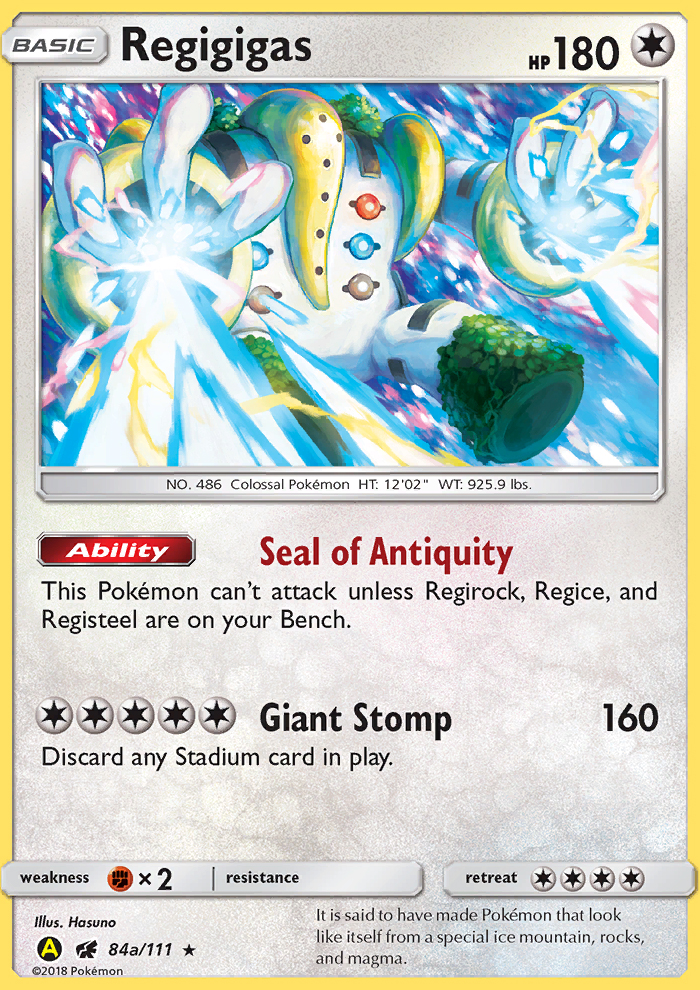 BASIC Regigigas HP 180
NO. 486 Colossal Pokémon HT: 12'02" WT: 925.9 lbs.
Ability Seal of Antiquity
This Pokémon can't attack unless Regirock, Regice, and
Registeel are on your Bench.
Giant Stomp 160
Discard any Stadium card in play.
weakness ×2 resistance retreat
Illus. Hasuno
A 84a/111 ★
©2018 Pokémon
It is said to have made Pokémon that look
like itself from a special ice mountain, rocks,
and magma.